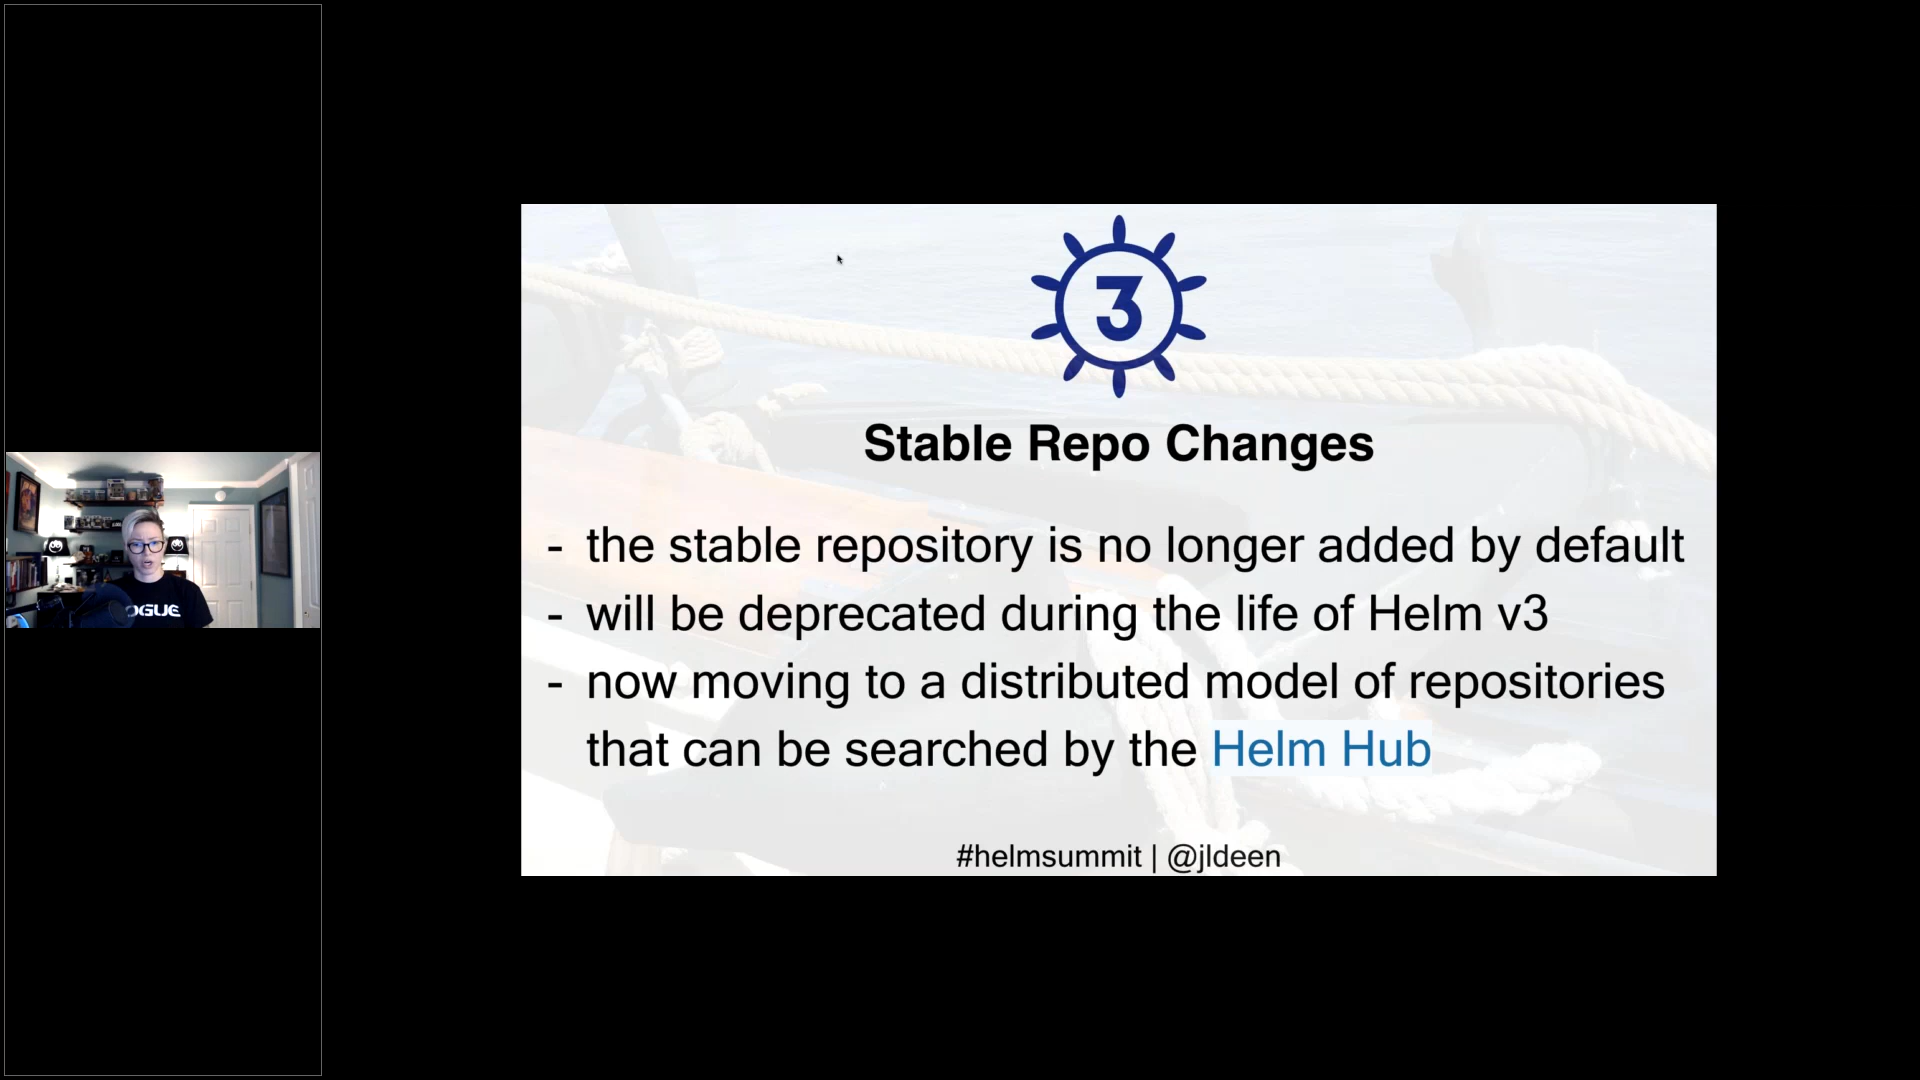 3
Stable Repo Changes
- the stable repository is no longer added by default
- will be deprecated during the life of Helm v3
- now moving to a distributed model of repositories
that can be searched by the Helm Hub
#helmsummit | @jldeen
OGUE